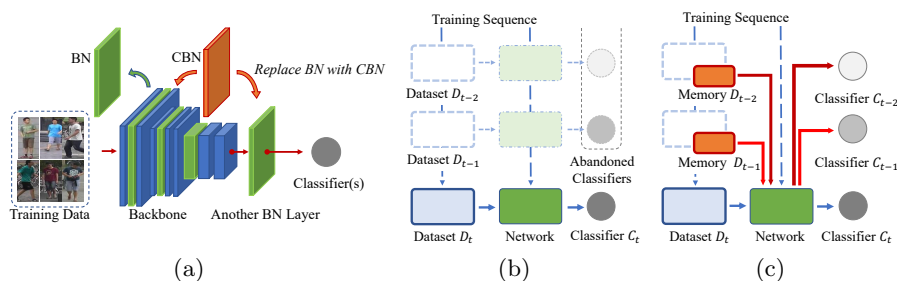 BN
CBN
Replace BN with CBN
Training Data
Backbone
Another BN Layer
Classifier(s)
(a)
Training Sequence
Dataset D_{t-2}
Dataset D_{t-1}
Abandoned
Classifiers
Dataset D_t
Network
Classifier C_t
(b)
Training Sequence
Memory D_{t-2}
Classifier C_{t-2}
Memory D_{t-1}
Classifier C_{t-1}
Dataset D_t
Network
Classifier C_t
(c)